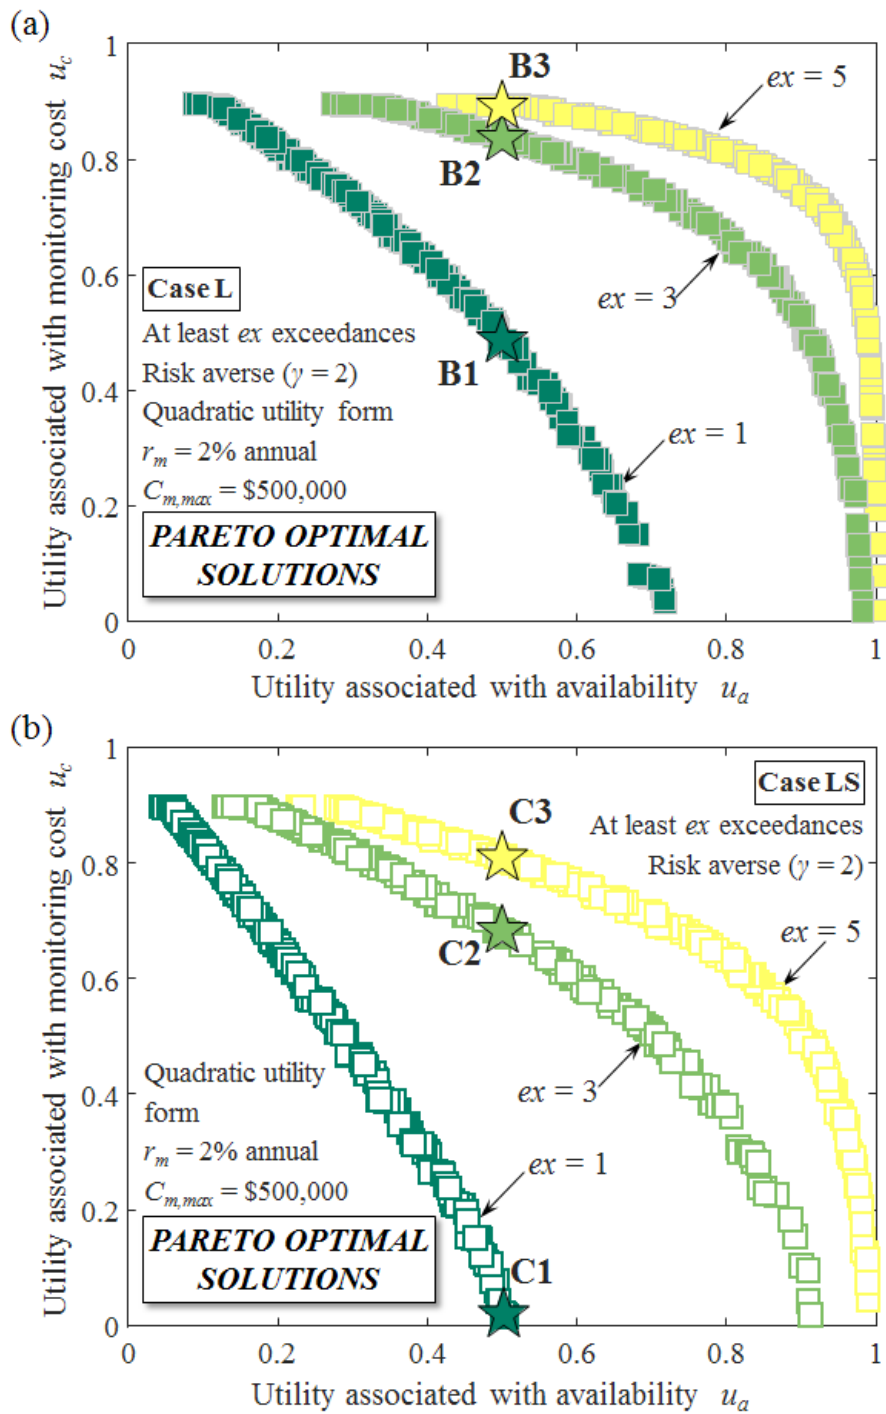 (a)
Utility associated with monitoring cost u_c
1
0.8
0.6
0.4
0.2
0
B3
ex = 5
B2
Case L
ex = 3
At least ex exceedances
B1
Risk averse (γ = 2)
Quadratic utility form
ex = 1
r_m = 2% annual
C_m,max = $500,000
PARETO OPTIMAL
SOLUTIONS
0 0.2 0.4 0.6 0.8 1
Utility associated with availability u_a
(b)
Utility associated with monitoring cost u_c
1
0.8
0.6
0.4
0.2
0
Case LS
C3
At least ex exceedances
Risk averse (γ = 2)
C2
ex = 5
Quadratic utility
form
ex = 3
r_m = 2% annual
ex = 1
C_m,max = $500,000
PARETO OPTIMAL
SOLUTIONS
C1
0 0.2 0.4 0.6 0.8 1
Utility associated with availability u_a